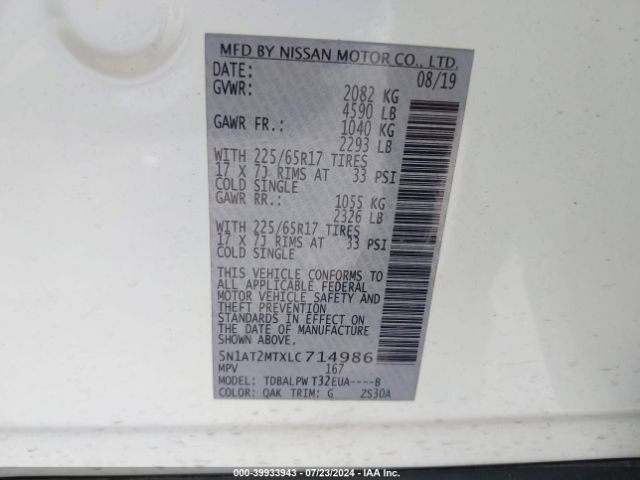 MFD BY NISSAN MOTOR CO., LTD.
DATE: 08/19
GVWR: 2082 KG
4590 LB
GAWR FR.: 1040 KG
2293 LB
WITH 225/65R17 TIRES
17 X 7J RIMS AT 33 PSI
COLD SINGLE
GAWR RR.: 1055 KG
2326 LB
WITH 225/65R17 TIRES
17 X 7J RIMS AT 33 PSI
COLD SINGLE
THIS VEHICLE CONFORMS TO
ALL APPLICABLE FEDERAL
MOTOR VEHICLE SAFETY AND
THEFT PREVENTION
STANDARDS IN EFFECT ON
THE DATE OF MANUFACTURE
SHOWN ABOVE.
5N1AT2MTXLC714986
MPV 167
MODEL: TDBALPW T32EUA----B
COLOR: QAK TRIM: G ZS30A
000-39933943 / 07/23/2024 / IAA Inc.